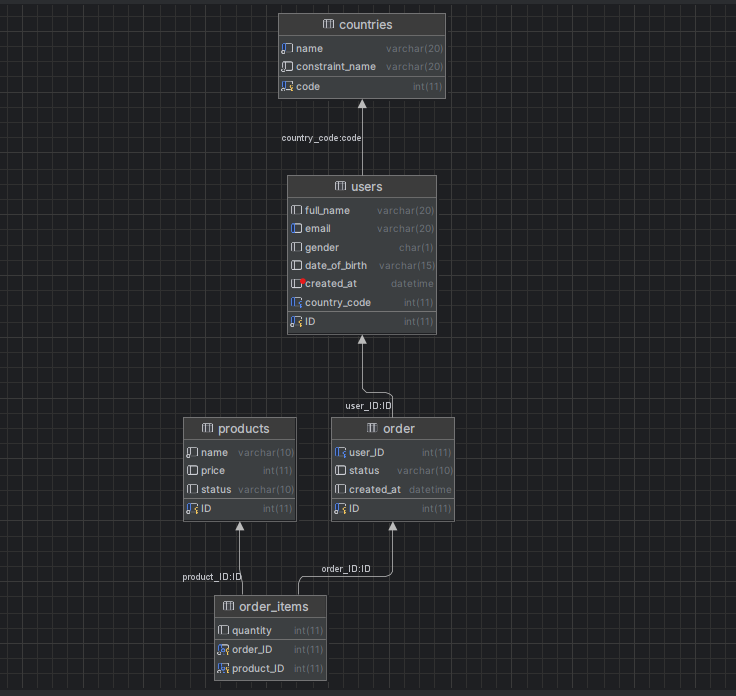 countries
name varchar(20)
constraint_name varchar(20)
code int(11)
country_code:code
users
full_name varchar(20)
email varchar(20)
gender char(1)
date_of_birth varchar(15)
created_at datetime
country_code int(11)
ID int(11)
user_ID:ID
products
name varchar(10)
price int(11)
status varchar(10)
ID int(11)
order
user_ID int(11)
status varchar(10)
created_at datetime
ID int(11)
product_ID:ID
order_ID:ID
order_items
quantity int(11)
order_ID int(11)
product_ID int(11)